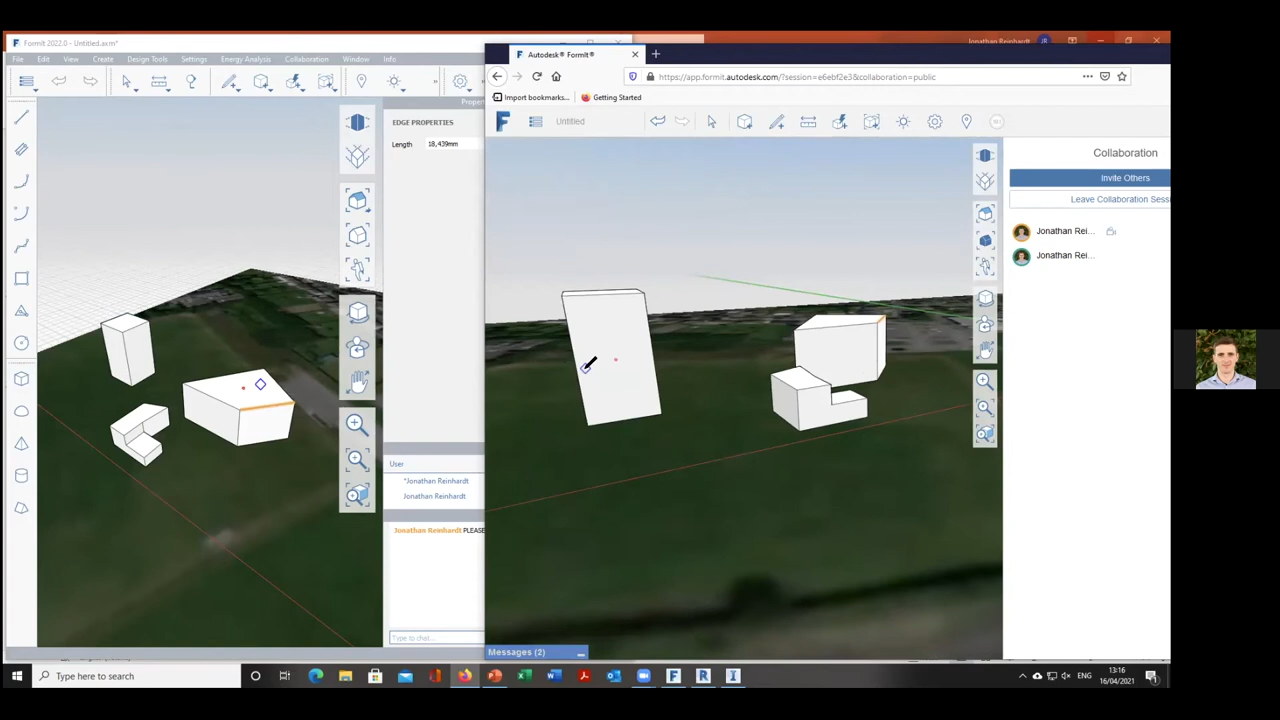 FormIt 2022.0 - Untitled.axm*
Jonathan Reinhardt
JR
File Edit View Create Design Tools Settings Energy Analysis Collaboration Window Info
EDGE PROPERTIES
Length 18,439mm
User
*Jonathan Reinhardt
Jonathan Reinhardt
Jonathan Reinhardt PLEASE
Type to chat...
Autodesk® FormIt®
https://app.formit.autodesk.com/?session=e6ebf2e3&collaboration=public
Import bookmarks... Getting Started
Untitled
Collaboration
Invite Others
Leave Collaboration Sess
Jonathan Rei...
Jonathan Rei...
Messages (2)
Type here to search
ENG
13:16
16/04/2021